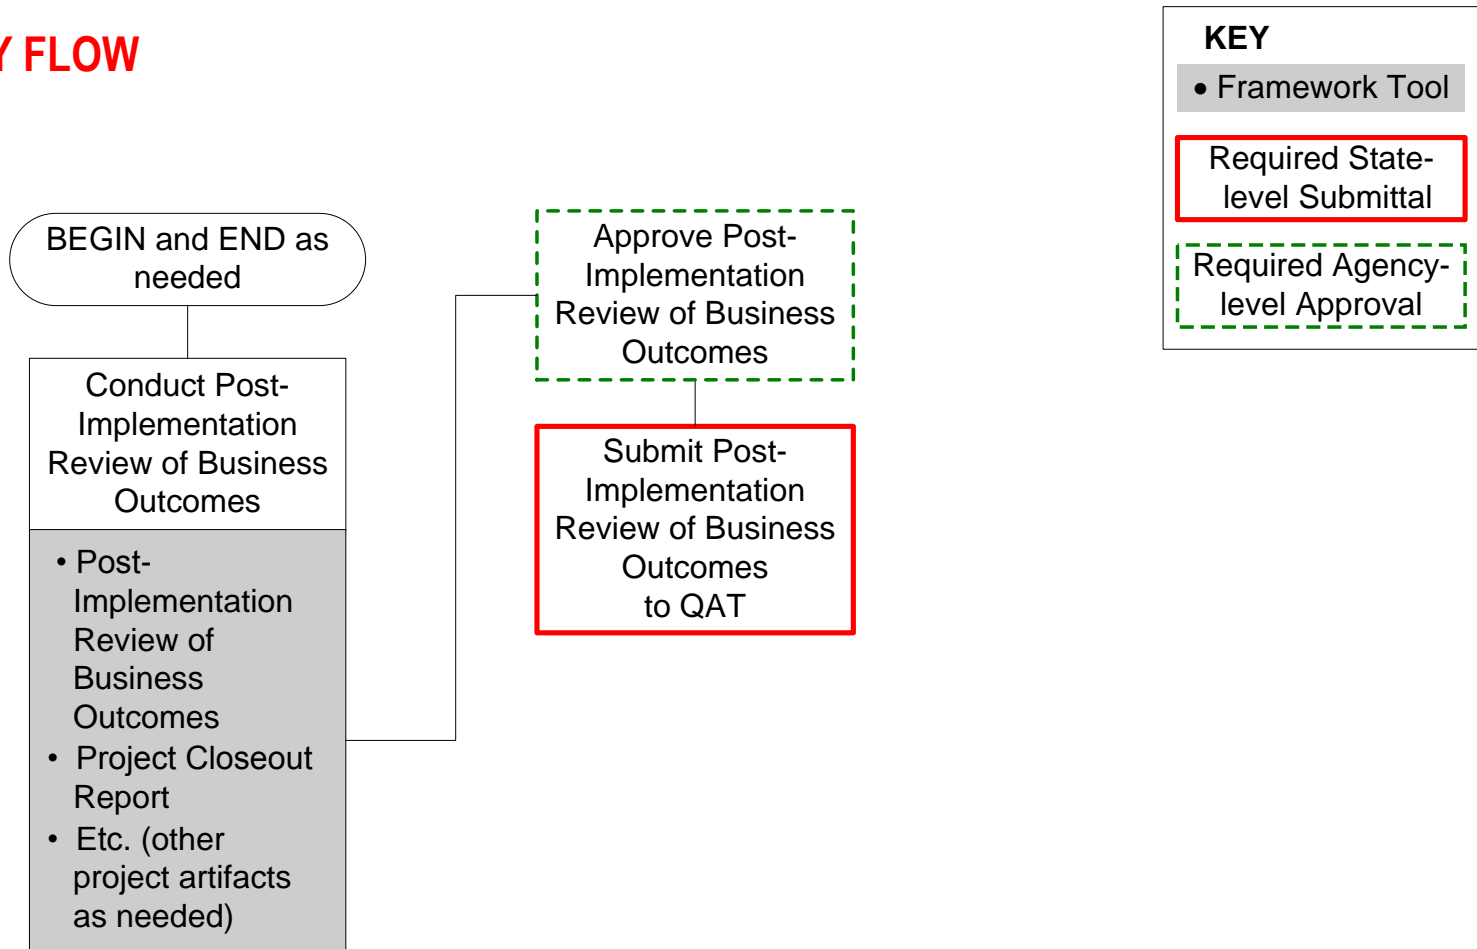 Y FLOW
KEY
• Framework Tool
Required State-
level Submittal
Required Agency-
level Approval
BEGIN and END as
needed
Conduct Post-
Implementation
Review of Business
Outcomes
• Post-
Implementation
Review of
Business
Outcomes
• Project Closeout
Report
• Etc. (other
project artifacts
as needed)
Approve Post-
Implementation
Review of Business
Outcomes
Submit Post-
Implementation
Review of Business
Outcomes
to QAT